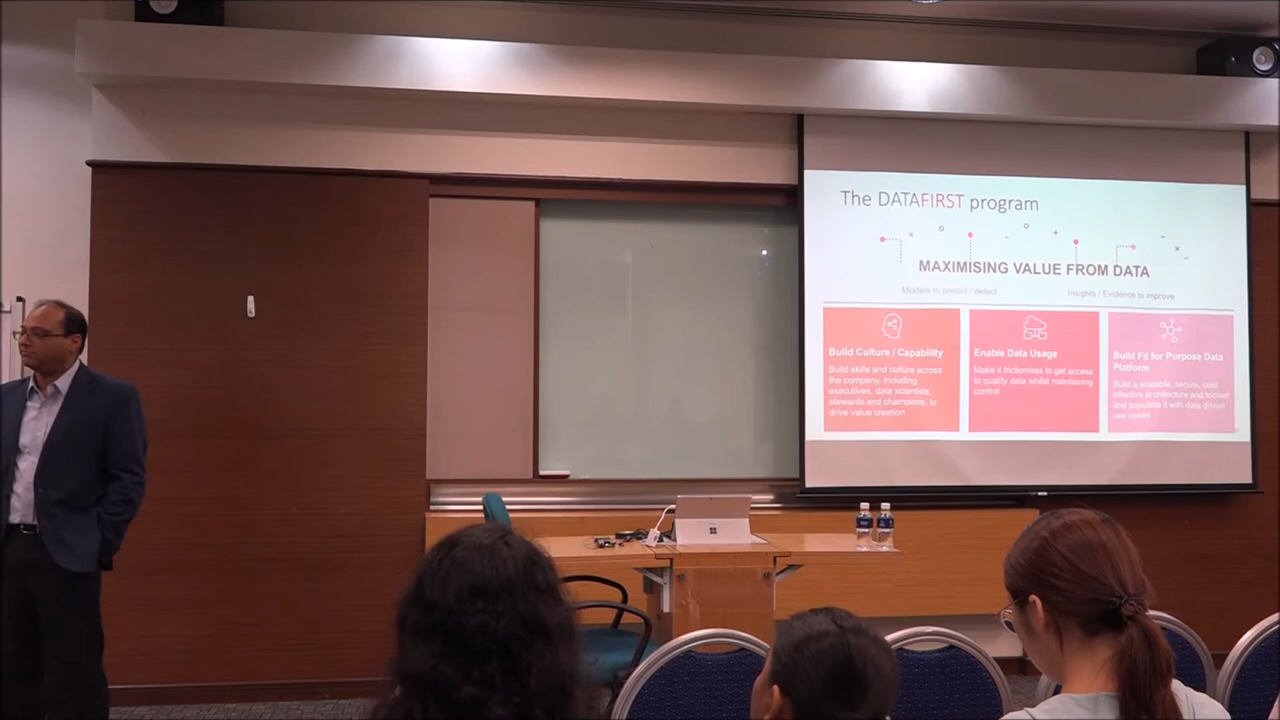 The DATAFIRST program
MAXIMISING VALUE FROM DATA
Models to predict / detect
Insights / Evidence to improve
Build Culture / Capability
Build skills and culture across
the company, including
executives, data scientists,
stewards and champions, to
drive value creation
Enable Data Usage
Make it frictionless to get access
to quality data whilst maintaining
control
Build Fit for Purpose Data
Platform
Build a scalable, secure, cost
effective architecture and toolset
and populate it with data driven
use cases